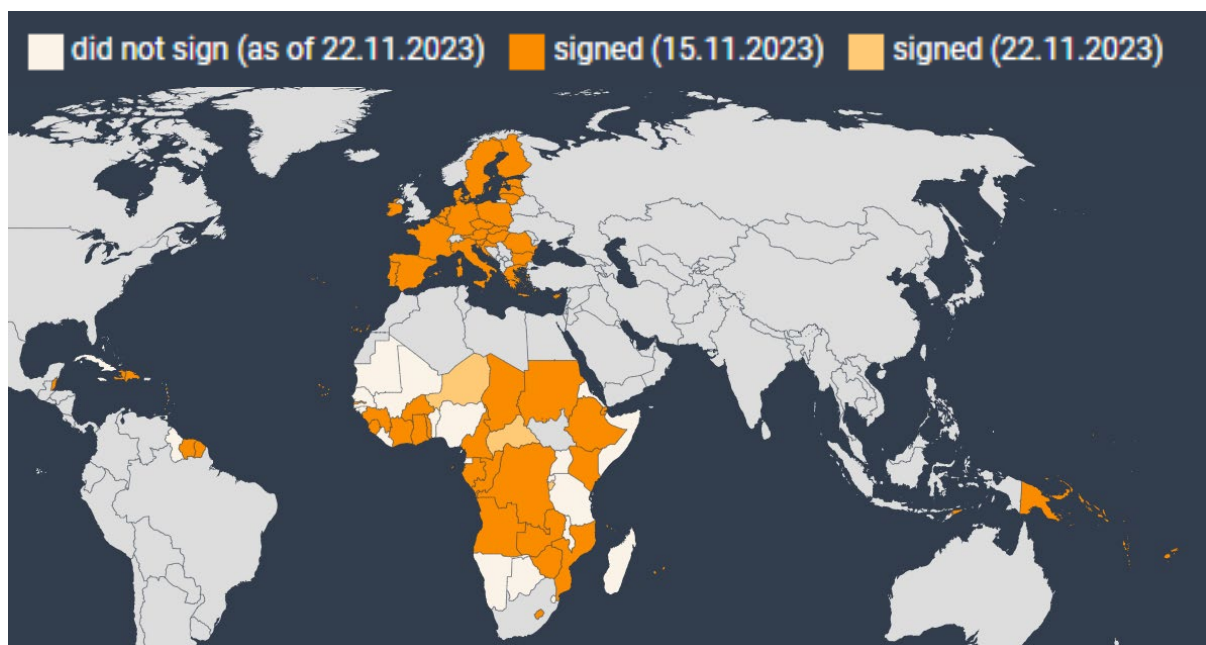 did not sign (as of 22.11.2023) signed (15.11.2023) signed (22.11.2023)